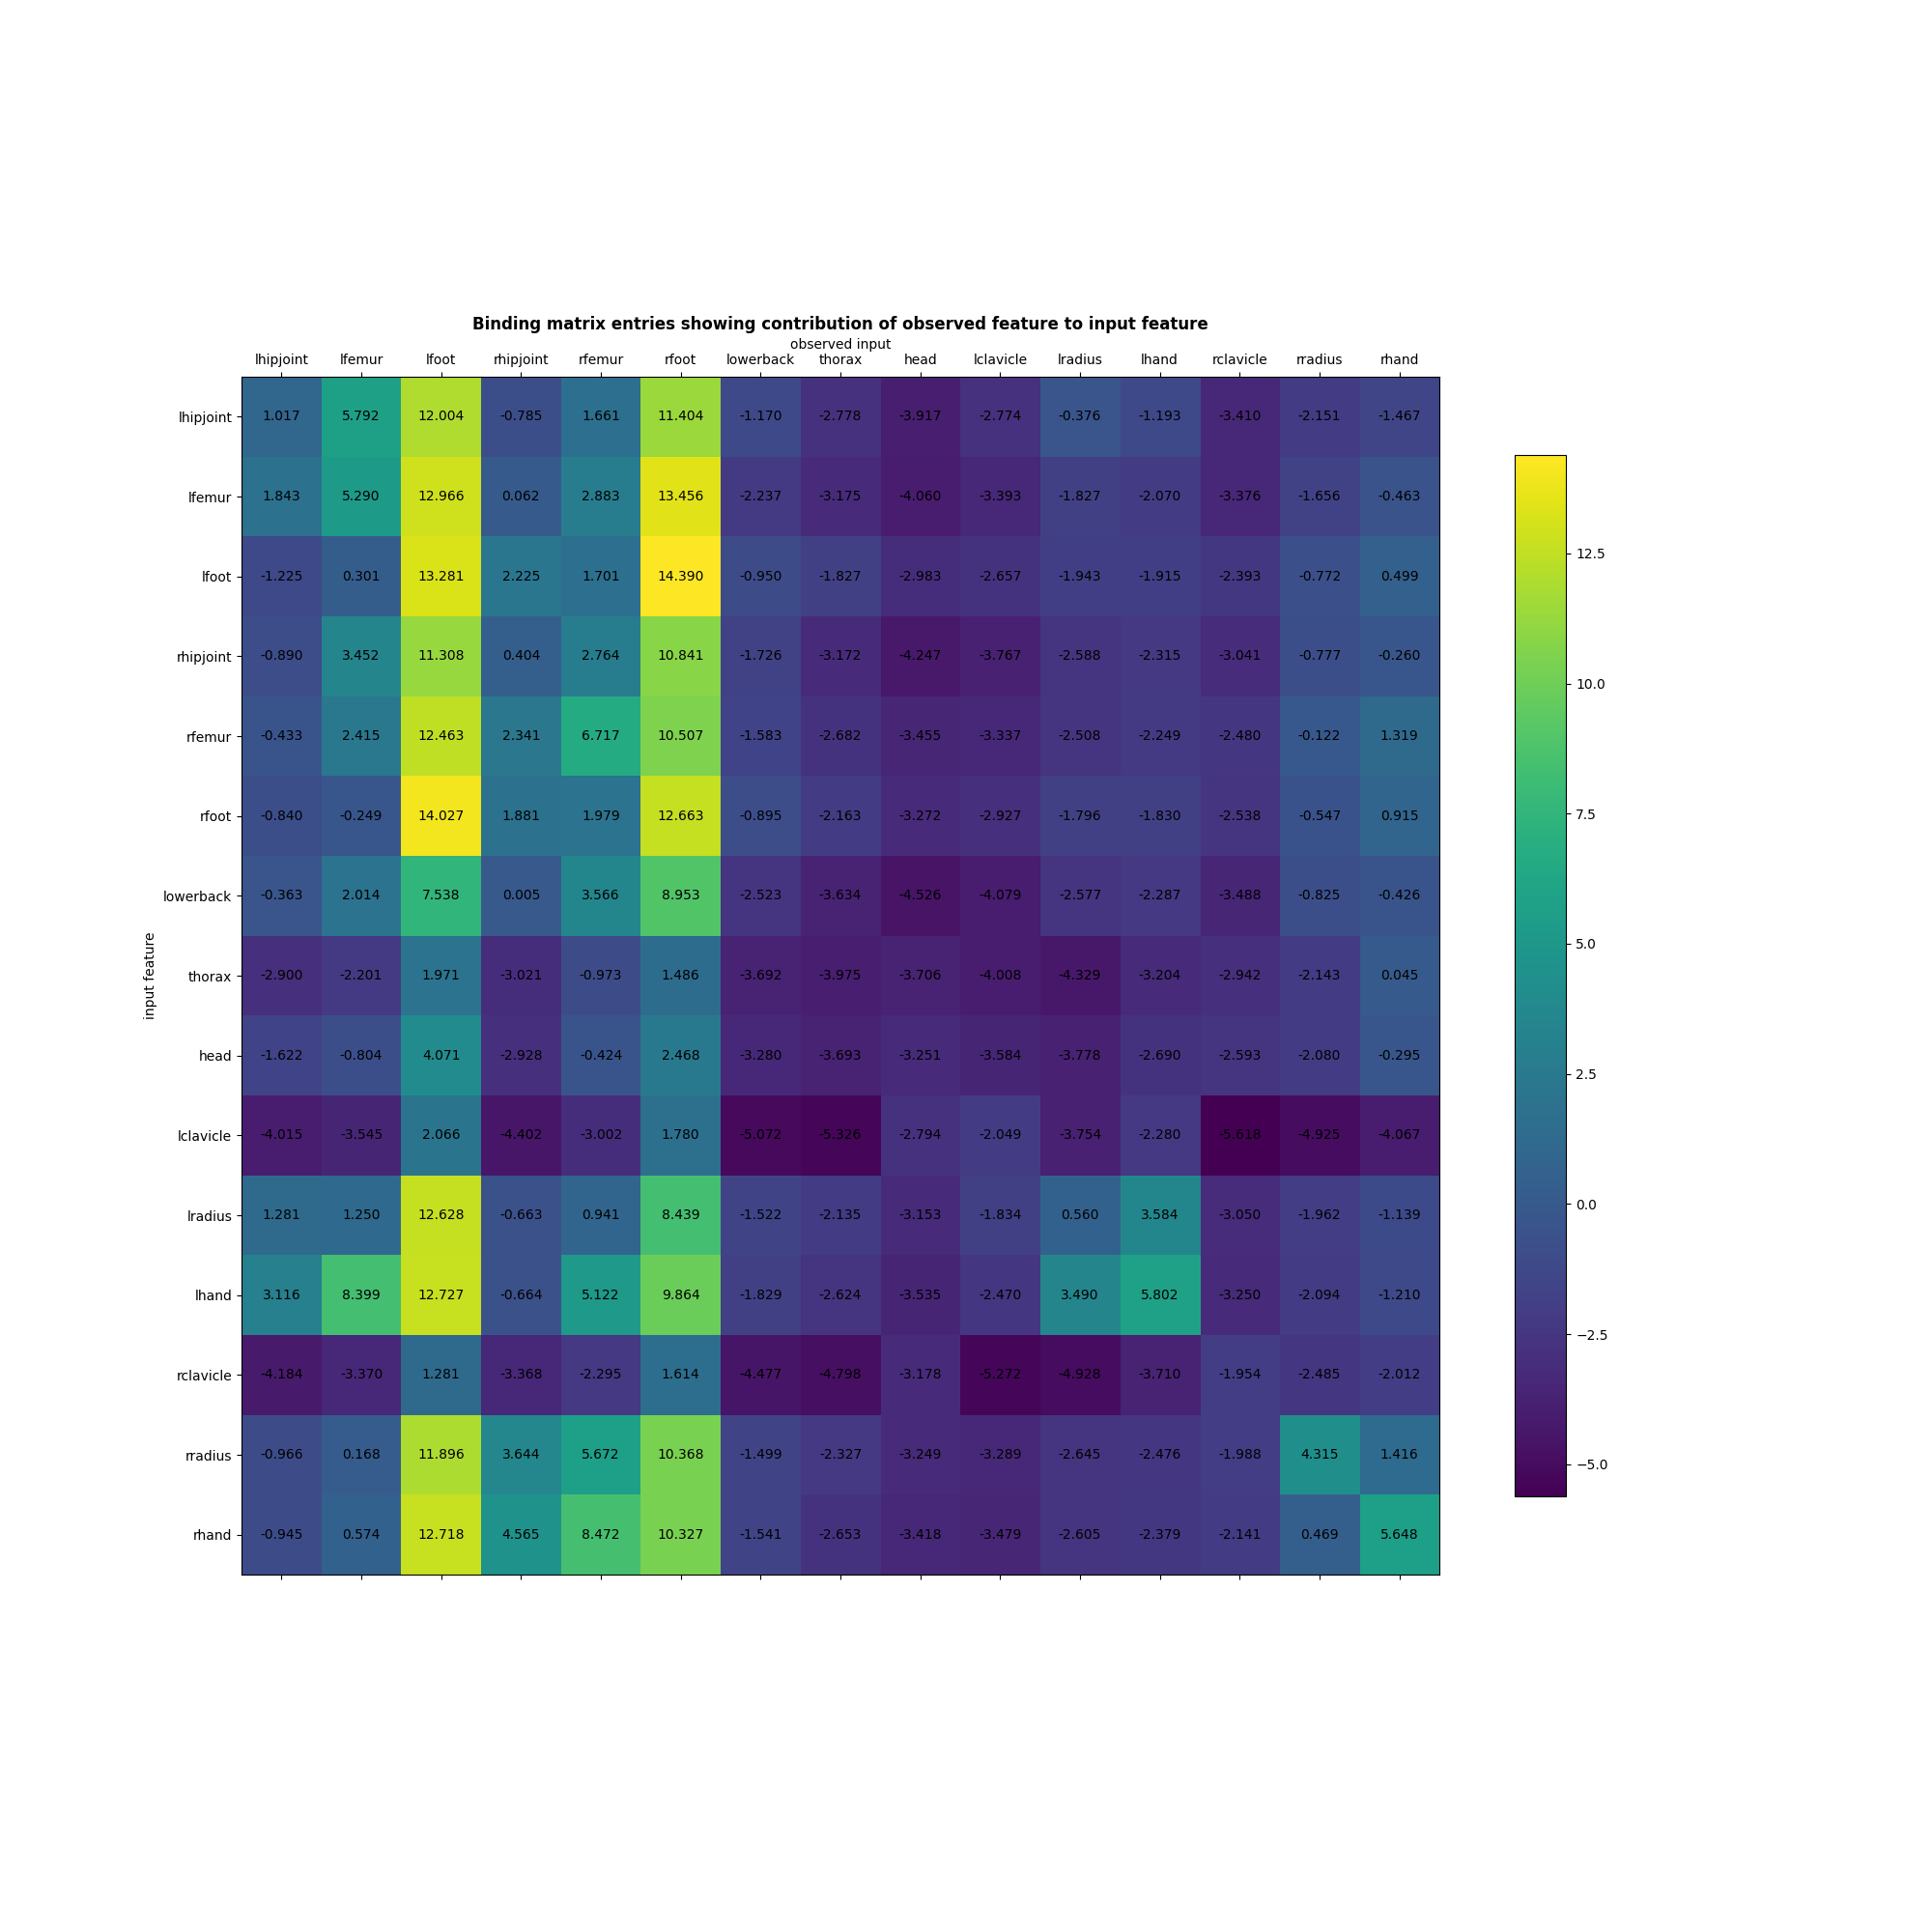 Binding matrix entries showing contribution of observed feature to input feature
observed input
lhipjoint lfemur lfoot rhipjoint rfemur rfoot lowerback thorax head lclavicle lradius lhand rclavicle rradius rhand
lhipjoint 1.017 5.792 12.004 -0.785 1.661 11.404 -1.170 -2.778 -3.917 -2.774 -0.376 -1.193 -3.410 -2.151 -1.467
lfemur 1.843 5.290 12.966 0.062 2.883 13.456 -2.237 -3.175 -4.060 -3.393 -1.827 -2.070 -3.376 -1.656 -0.463
12.5
lfoot -1.225 0.301 13.281 2.225 1.701 14.390 -0.950 -1.827 -2.983 -2.657 -1.943 -1.915 -2.393 -0.772 0.499
rhipjoint -0.890 3.452 11.308 0.404 2.764 10.841 -1.726 -3.172 -4.247 -3.767 -2.588 -2.315 -3.041 -0.777 -0.260
10.0
rfemur -0.433 2.415 12.463 2.341 6.717 10.507 -1.583 -2.682 -3.455 -3.337 -2.508 -2.249 -2.480 -0.122 1.319
rfoot -0.840 -0.249 14.027 1.881 1.979 12.663 -0.895 -2.163 -3.272 -2.927 -1.796 -1.830 -2.538 -0.547 0.915
7.5
lowerback -0.363 2.014 7.538 0.005 3.566 8.953 -2.523 -3.634 -4.526 -4.079 -2.577 -2.287 -3.488 -0.825 -0.426
5.0
input feature
thorax -2.900 -2.201 1.971 -3.021 -0.973 1.486 -3.692 -3.975 -3.706 -4.008 -4.329 -3.204 -2.942 -2.143 0.045
head -1.622 -0.804 4.071 -2.928 -0.424 2.468 -3.280 -3.693 -3.251 -3.584 -3.778 -2.690 -2.593 -2.080 -0.295
2.5
lclavicle -4.015 -3.545 2.066 -4.402 -3.002 1.780 -5.072 -5.326 -2.794 -2.049 -3.754 -2.280 -5.618 -4.925 -4.067
0.0
lradius 1.281 1.250 12.628 -0.663 0.941 8.439 -1.522 -2.135 -3.153 -1.834 0.560 3.584 -3.050 -1.962 -1.139
lhand 3.116 8.399 12.727 -0.664 5.122 9.864 -1.829 -2.624 -3.535 -2.470 3.490 5.802 -3.250 -2.094 -1.210
−2.5
rclavicle -4.184 -3.370 1.281 -3.368 -2.295 1.614 -4.477 -4.798 -3.178 -5.272 -4.928 -3.710 -1.954 -2.485 -2.012
rradius -0.966 0.168 11.896 3.644 5.672 10.368 -1.499 -2.327 -3.249 -3.289 -2.645 -2.476 -1.988 4.315 1.416
−5.0
rhand -0.945 0.574 12.718 4.565 8.472 10.327 -1.541 -2.653 -3.418 -3.479 -2.605 -2.379 -2.141 0.469 5.648